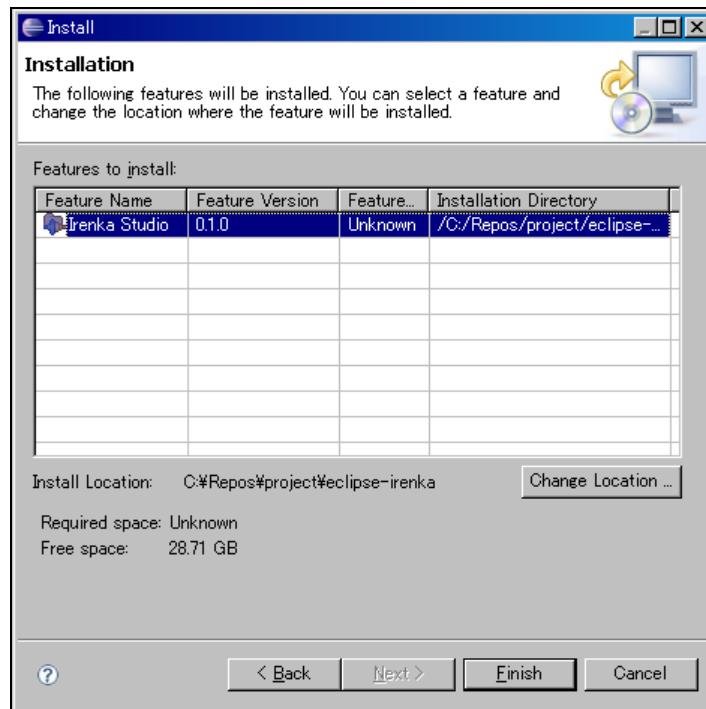 Install
Installation
The following features will be installed. You can select a feature and
change the location where the feature will be installed.
Features to install:
Feature Name Feature Version Feature... Installation Directory
Irenka Studio 0.1.0 Unknown /C:/Repos/project/eclipse-...
Install Location: C:¥Repos¥project¥eclipse-irenka Change Location ...
Required space: Unknown
Free space: 28.71 GB
? < Back Next > Finish Cancel